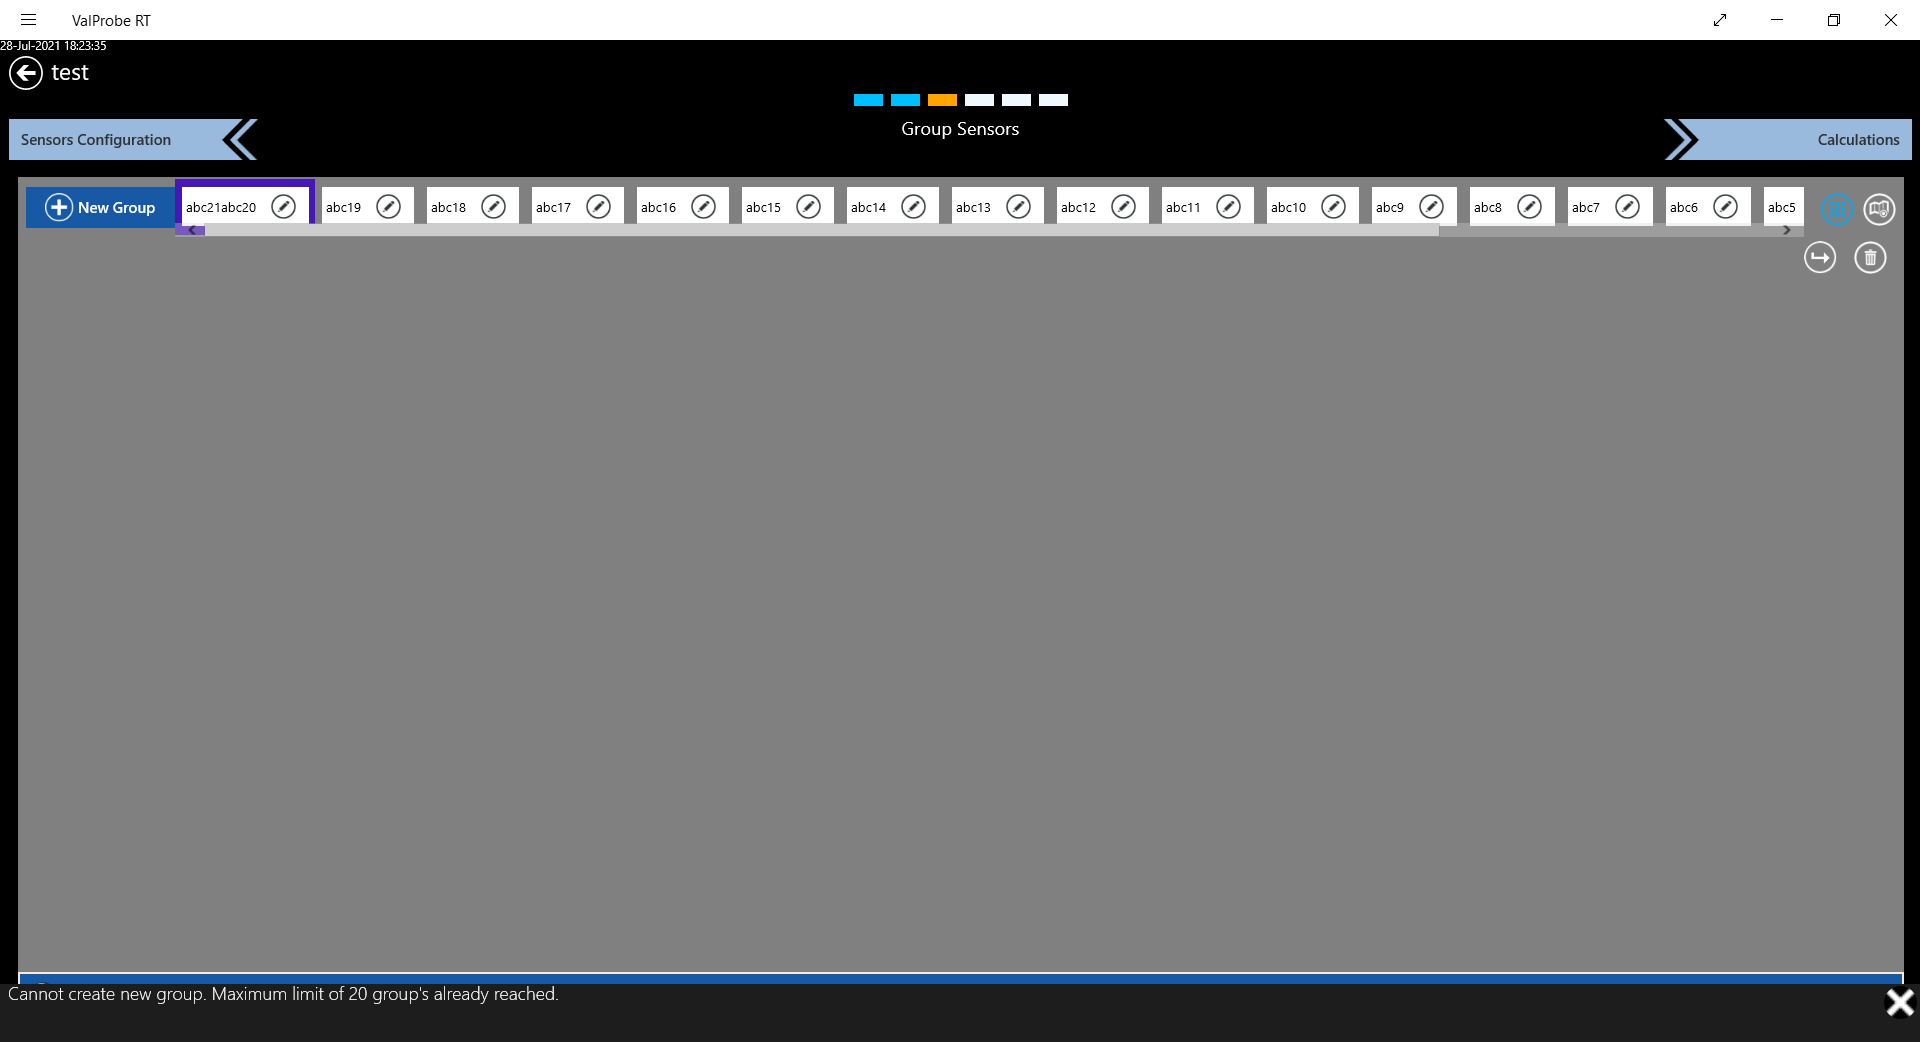 ValProbe RT
28-Jul-2021 18:23:35
test
Group Sensors
Sensors Configuration
Calculations
New Group
abc21abc20
abc19
abc18
abc17
abc16
abc15
abc14
abc13
abc12
abc11
abc10
abc9
abc8
abc7
abc6
abc5
Cannot create new group. Maximum limit of 20 group's already reached.